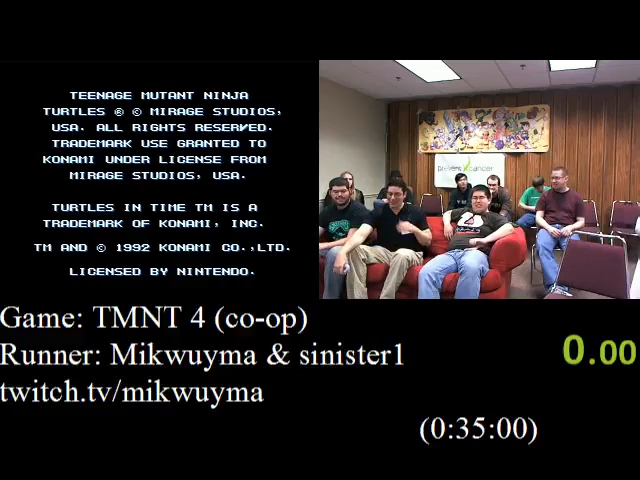 TEENAGE MUTANT NINJA
TURTLES ® © MIRAGE STUDIOS,
USA. ALL RIGHTS RESERVED.
TRADEMARK USE GRANTED TO
KONAMI UNDER LICENSE FROM
MIRAGE STUDIOS, USA.
TURTLES IN TIME TM IS A
TRADEMARK OF KONAMI, INC.
TM AND © 1992 KONAMI CO.,LTD.
LICENSED BY NINTENDO.
prevent cancer
Game: TMNT 4 (co-op)
Runner: Mikwuyma & sinister1
0.00
twitch.tv/mikwuyma
(0:35:00)